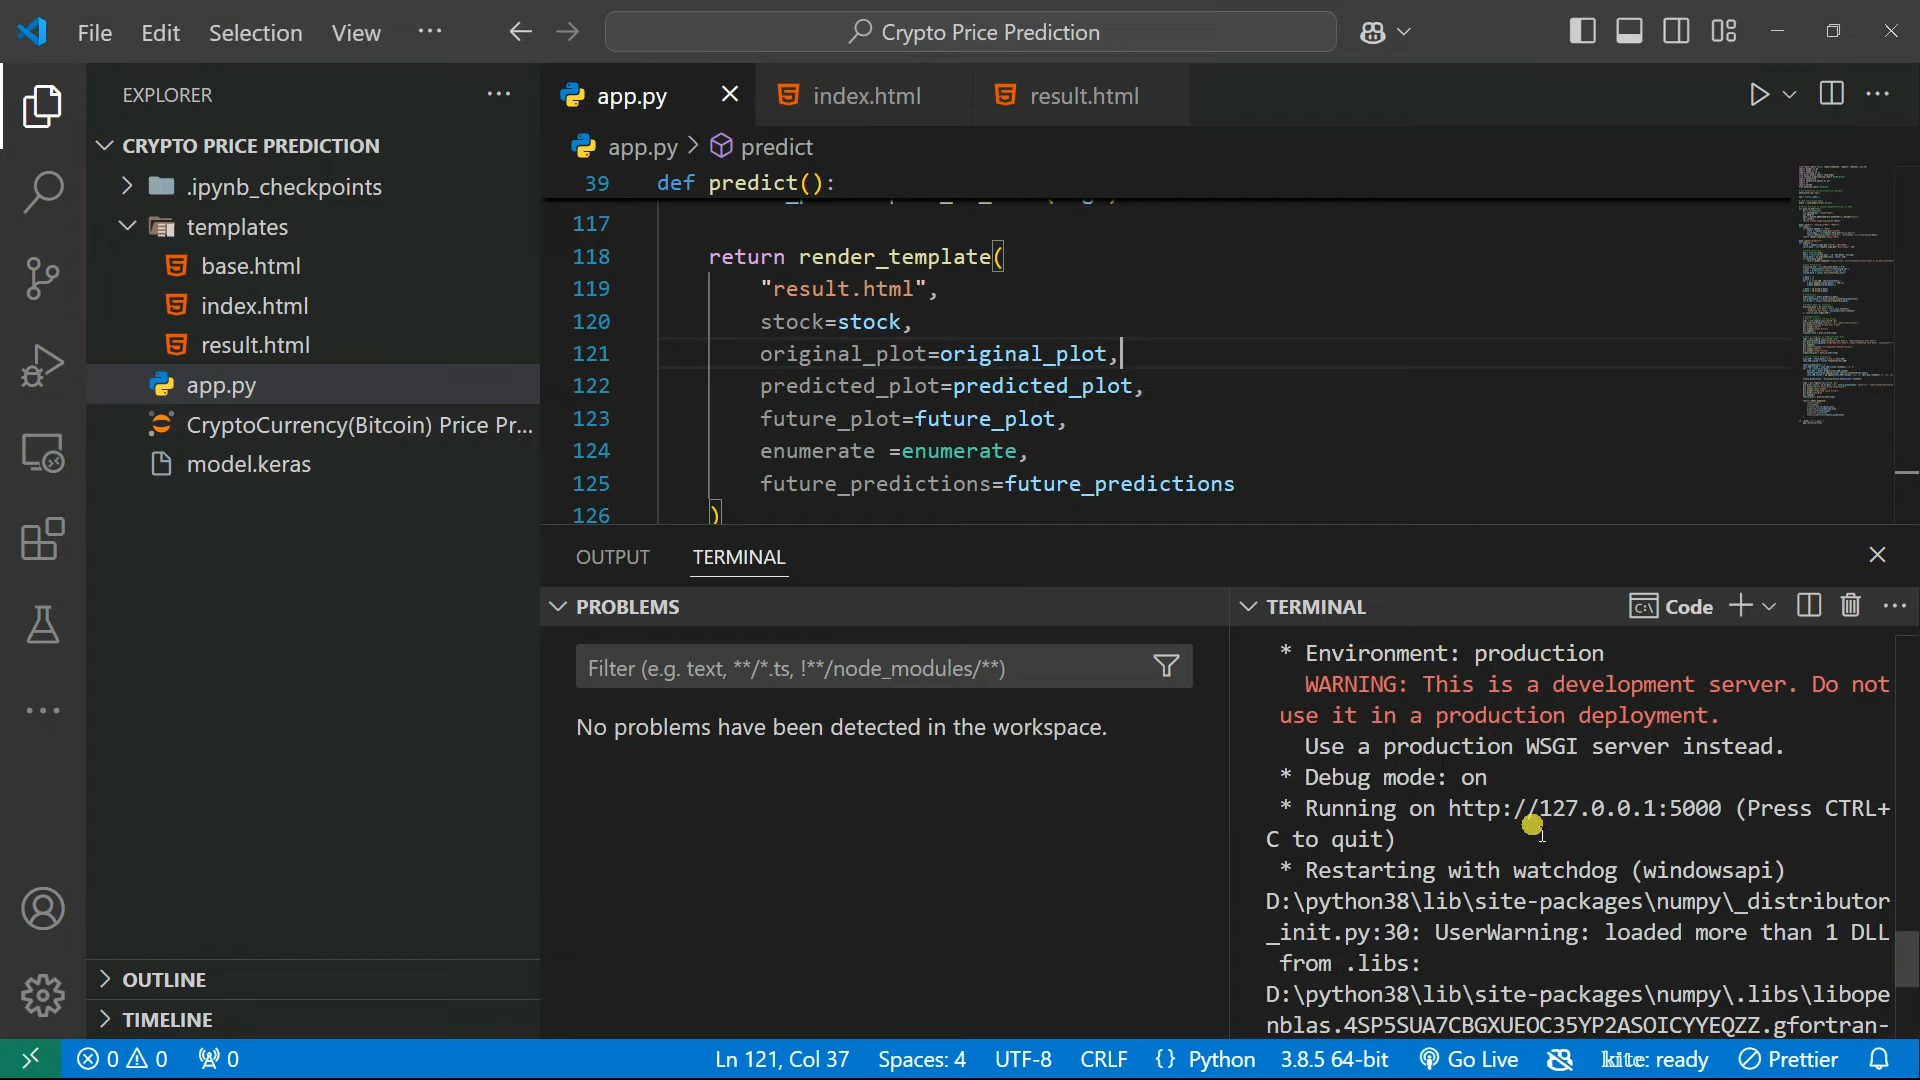 File Edit Selection View ···
Crypto Price Prediction
EXPLORER ···
CRYPTO PRICE PREDICTION
.ipynb_checkpoints
templates
base.html
index.html
result.html
app.py
CryptoCurrency(Bitcoin) Price Pr...
model.keras
OUTLINE
TIMELINE
app.py index.html result.html
app.py > predict
39 def predict():
117
118 return render_template(
119 "result.html",
120 stock=stock,
121 original_plot=original_plot,
122 predicted_plot=predicted_plot,
123 future_plot=future_plot,
124 enumerate =enumerate,
125 future_predictions=future_predictions
126 )
OUTPUT TERMINAL
PROBLEMS
Filter (e.g. text, **/*.ts, !**/node_modules/**)
No problems have been detected in the workspace.
TERMINAL Code
* Environment: production
WARNING: This is a development server. Do not
use it in a production deployment.
Use a production WSGI server instead.
* Debug mode: on
* Running on http://127.0.0.1:5000 (Press CTRL+
C to quit)
* Restarting with watchdog (windowsapi)
D:\python38\lib\site-packages\numpy\_distributor
_init.py:30: UserWarning: loaded more than 1 DLL
from .libs:
D:\python38\lib\site-packages\numpy\.libs\libope
nblas.4SP5SUA7CBGXUEOC35YP2ASOICYYEQZZ.gfortran-
0 0 0 Ln 121, Col 37 Spaces: 4 UTF-8 CRLF {} Python 3.8.5 64-bit Go Live kite: ready Prettier